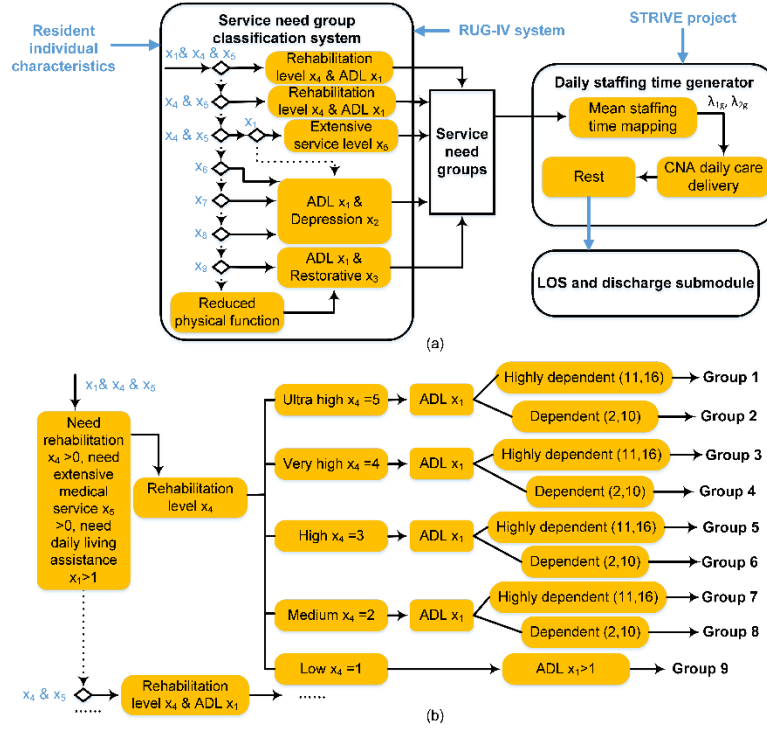 Resident
individual
characteristics
Service need group
classification system
RUG-IV system
STRIVE project
x₁& x₄ & x₅
Rehabilitation
level x₄ & ADL x₁
x₄ & x₅
Rehabilitation
level x₄ & ADL x₁
x₄ & x₅
x₁
Extensive
service level x₅
x₆
x₇
x₈
ADL x₁ &
Depression x₂
x₉
ADL x₁ &
Restorative x₃
Reduced
physical function
Service
need
groups
Daily staffing time generator
Mean staffing
time mapping
λ₁g, λ₂g
CNA daily care
delivery
Rest
LOS and discharge submodule
(a)
x₁& x₄ & x₅
Need
rehabilitation
x₄ >0, need
extensive
medical
service x₅
>0, need
daily living
assistance
x₁>1
Rehabilitation
level x₄
Ultra high x₄ =5
ADL x₁
Highly dependent (11,16)
Group 1
Dependent (2,10)
Group 2
Very high x₄ =4
ADL x₁
Highly dependent (11,16)
Group 3
Dependent (2,10)
Group 4
High x₄ =3
ADL x₁
Highly dependent (11,16)
Group 5
Dependent (2,10)
Group 6
Medium x₄ =2
ADL x₁
Highly dependent (11,16)
Group 7
Dependent (2,10)
Group 8
Low x₄ =1
ADL x₁>1
Group 9
x₄ & x₅
Rehabilitation
level x₄ & ADL x₁
......
......
(b)